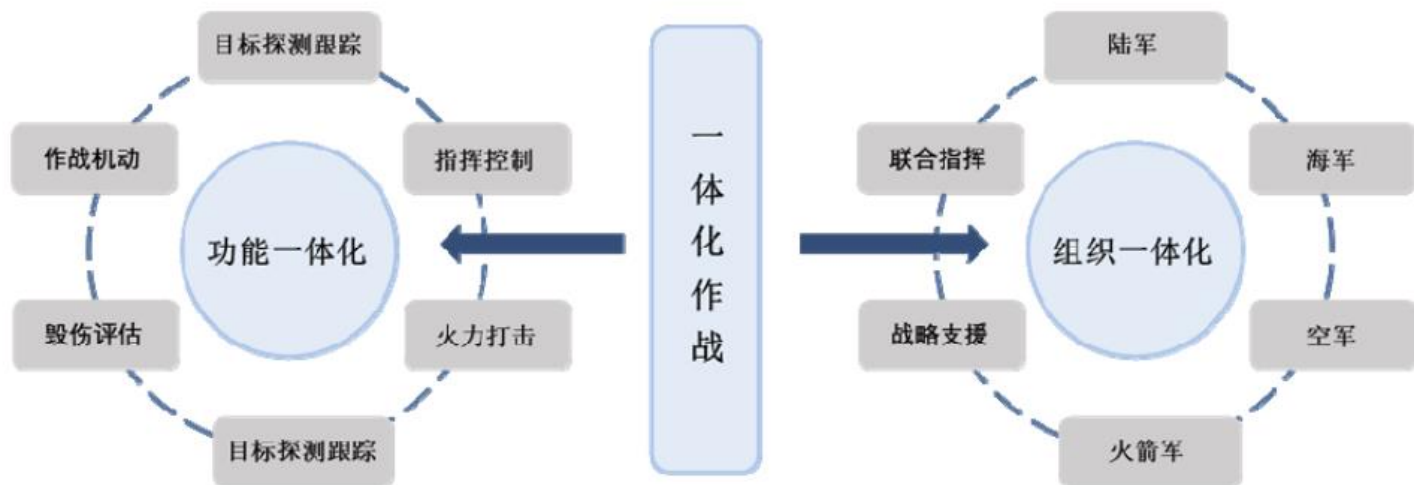 目标探测跟踪
作战机动
指挥控制
功能一体化
毁伤评估
火力打击
目标探测跟踪
一体化作战
陆军
联合指挥
海军
组织一体化
战略支援
空军
火箭军